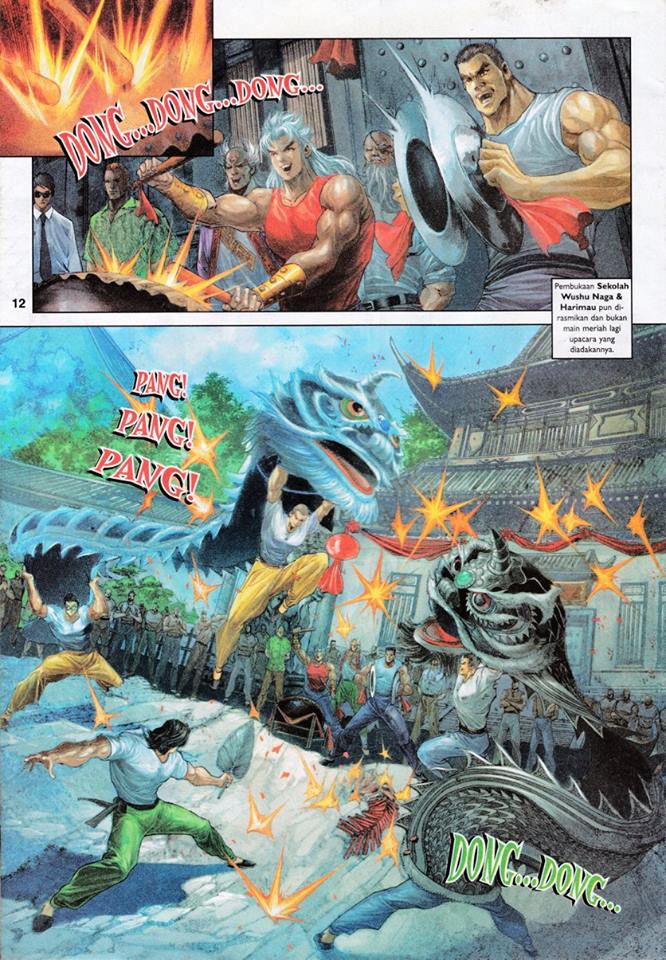 DONG...DONG...DONG...
12
Pembukaan Sekolah
Wushu Naga &
Harimau pun di-
rasmikan dan bukan
main meriah lagi
upacara yang
diadakannya.
PANG!
PANG!
PANG!
DONG...DONG...